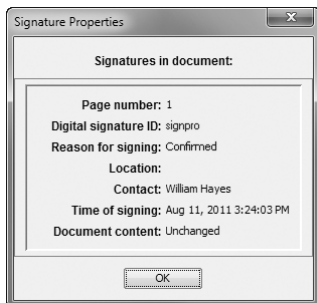 Signature Properties
Signatures in document:
Page number: 1
Digital signature ID: signpro
Reason for signing: Confirmed
Location:
Contact: William Hayes
Time of signing: Aug 11, 2011 3:24:03 PM
Document content: Unchanged
OK